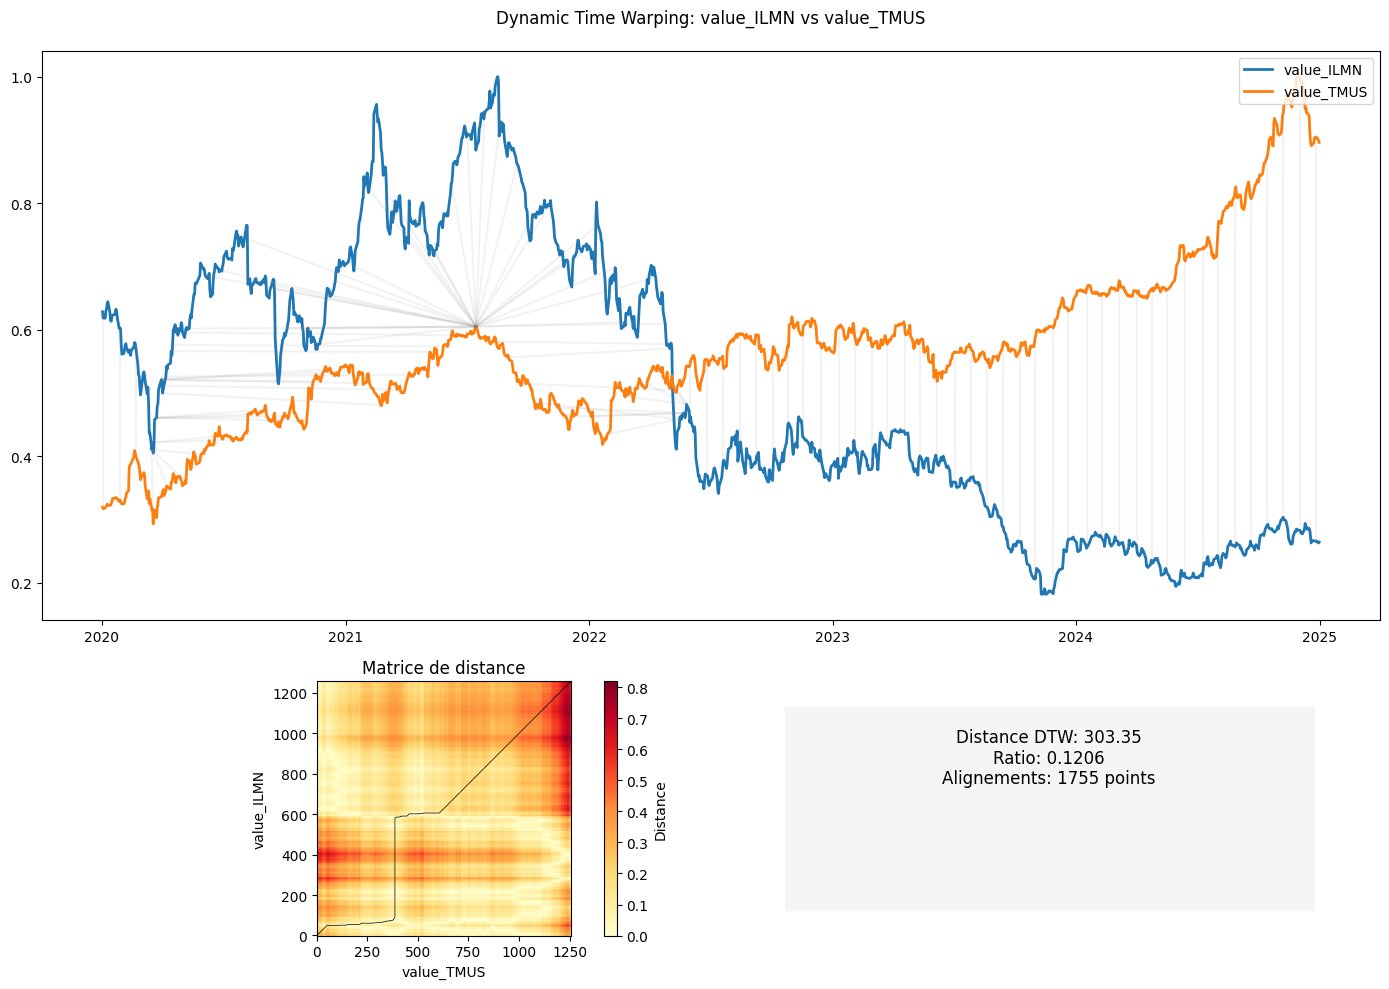 Dynamic Time Warping: value_ILMN vs value_TMUS
value_ILMN
value_TMUS
1.0
0.8
0.6
0.4
0.2
2020 2021 2022 2023 2024 2025
Matrice de distance
value_ILMN
1200
1000
800
600
400
200
0
0 250 500 750 1000 1250
value_TMUS
0.8
0.7
0.6
0.5
0.4
0.3
0.2
0.1
0.0
Distance
Distance DTW: 303.35
Ratio: 0.1206
Alignements: 1755 points